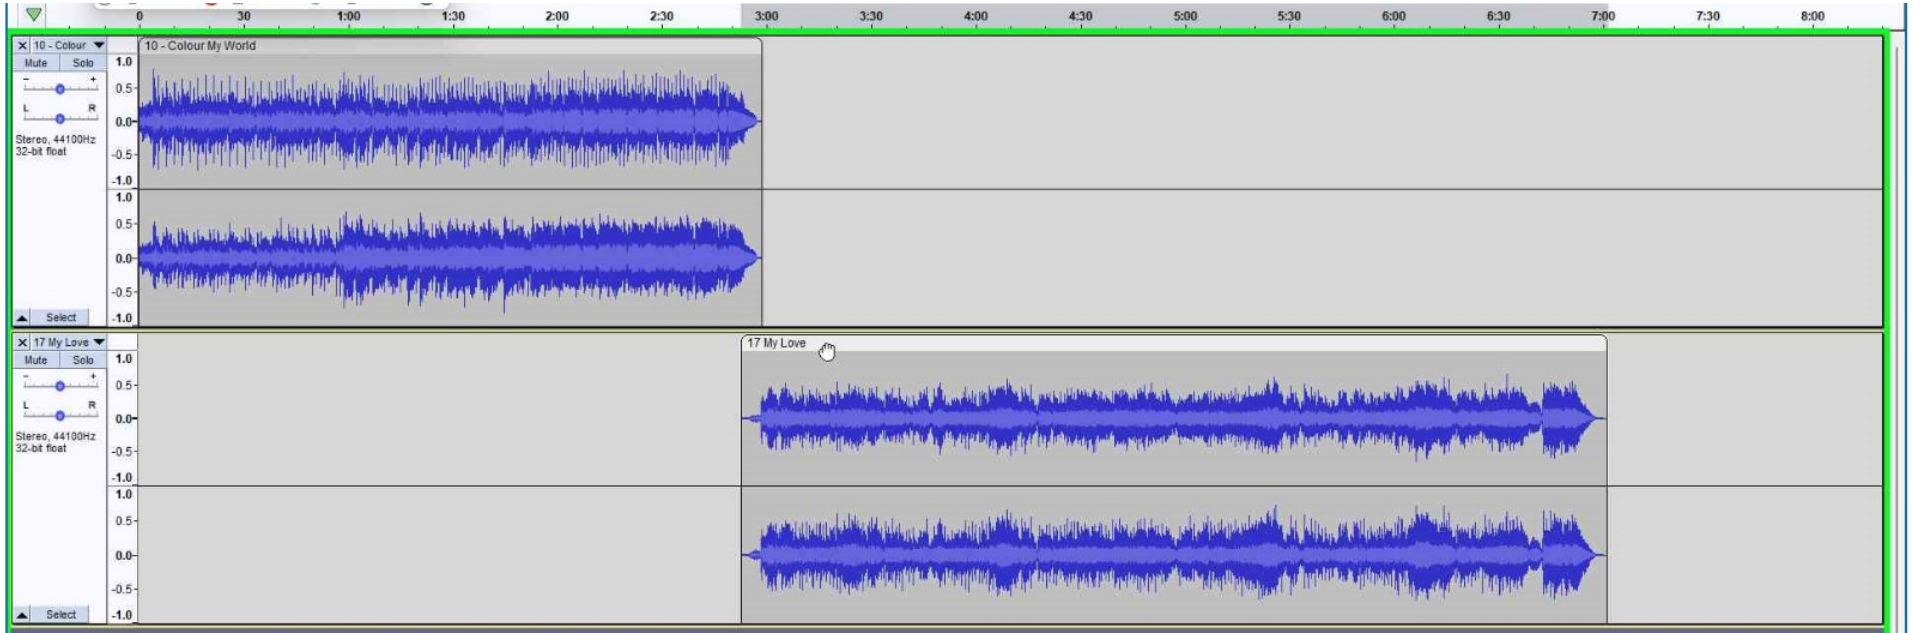 0 30 1:00 1:30 2:00 2:30 3:00 3:30 4:00 4:30 5:00 5:30 6:00 6:30 7:00 7:30 8:00
10 - Colour
10 - Colour My World
Mute Solo
1.0
- +
0.5
L R
0.0
Stereo, 44100Hz
32-bit float
-0.5
-1.0
1.0
0.5
0.0
-0.5
Select
-1.0
17 My Love
17 My Love
Mute Solo
1.0
- +
0.5
L R
0.0
Stereo, 44100Hz
32-bit float
-0.5
-1.0
1.0
0.5
0.0
-0.5
Select
-1.0